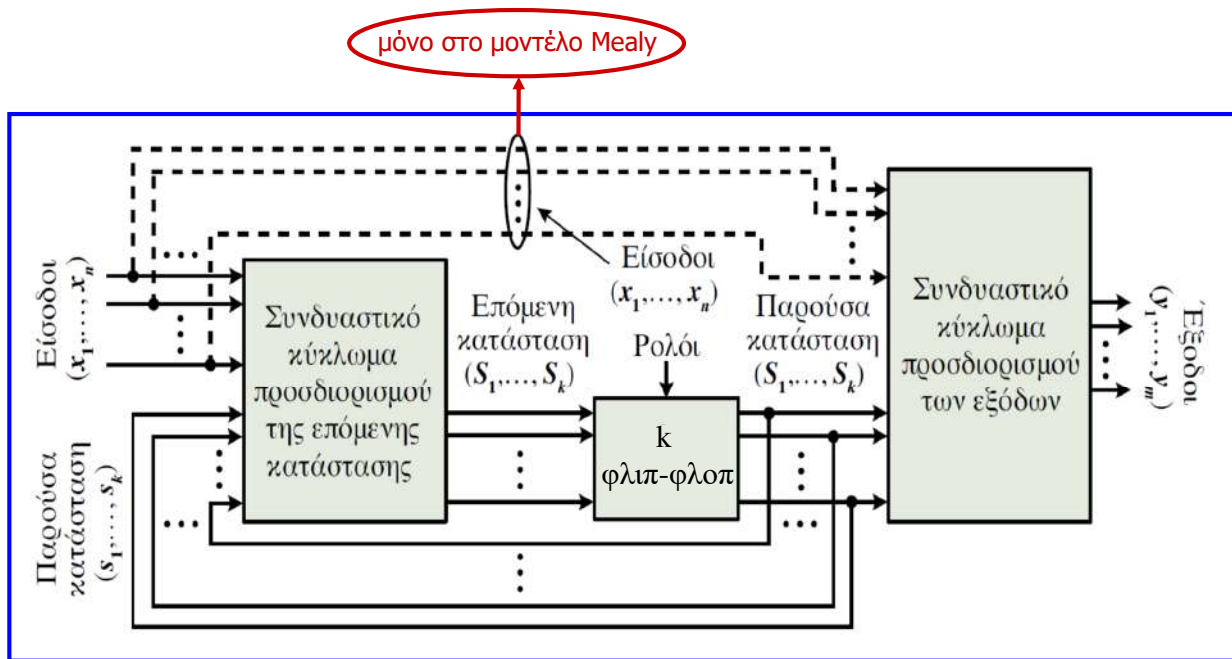 μόνο στο μοντέλο Mealy
Είσοδοι
(x₁,..., xₙ)
Είσοδοι
(x₁,..., xₙ)
Συνδυαστικό
κύκλωμα
προσδιορισμού
της επόμενης
κατάστασης
Επόμενη
κατάσταση
(S₁,..., Sₖ)
Ρολόι
k
φλιπ-φλοπ
Παρούσα
κατάσταση
(S₁,..., Sₖ)
Συνδυαστικό
κύκλωμα
προσδιορισμού
των εξόδων
Έξοδοι
(y₁,..., yₘ)
Παρούσα
κατάσταση
(s₁,..., sₖ)